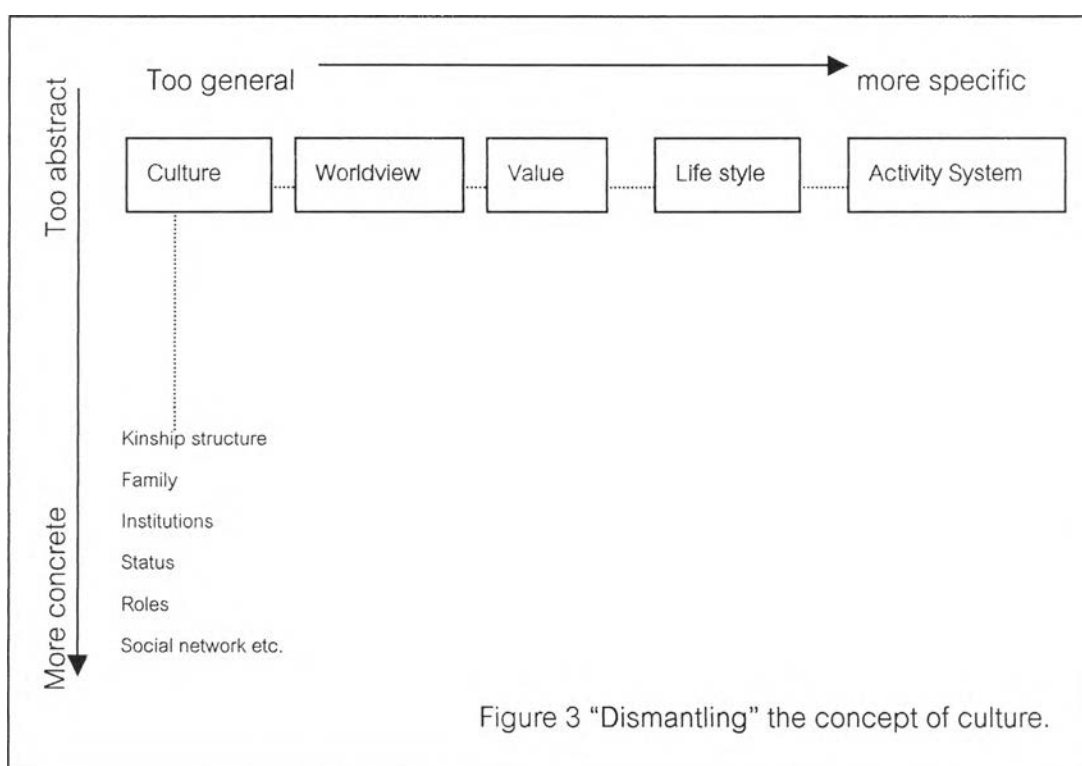 Too general more specific
Too abstract
Culture Worldview Value Life style Activity System
Kinship structure
Family
Institutions
Status
Roles
Social network etc.
More concrete
Figure 3 “Dismantling” the concept of culture.